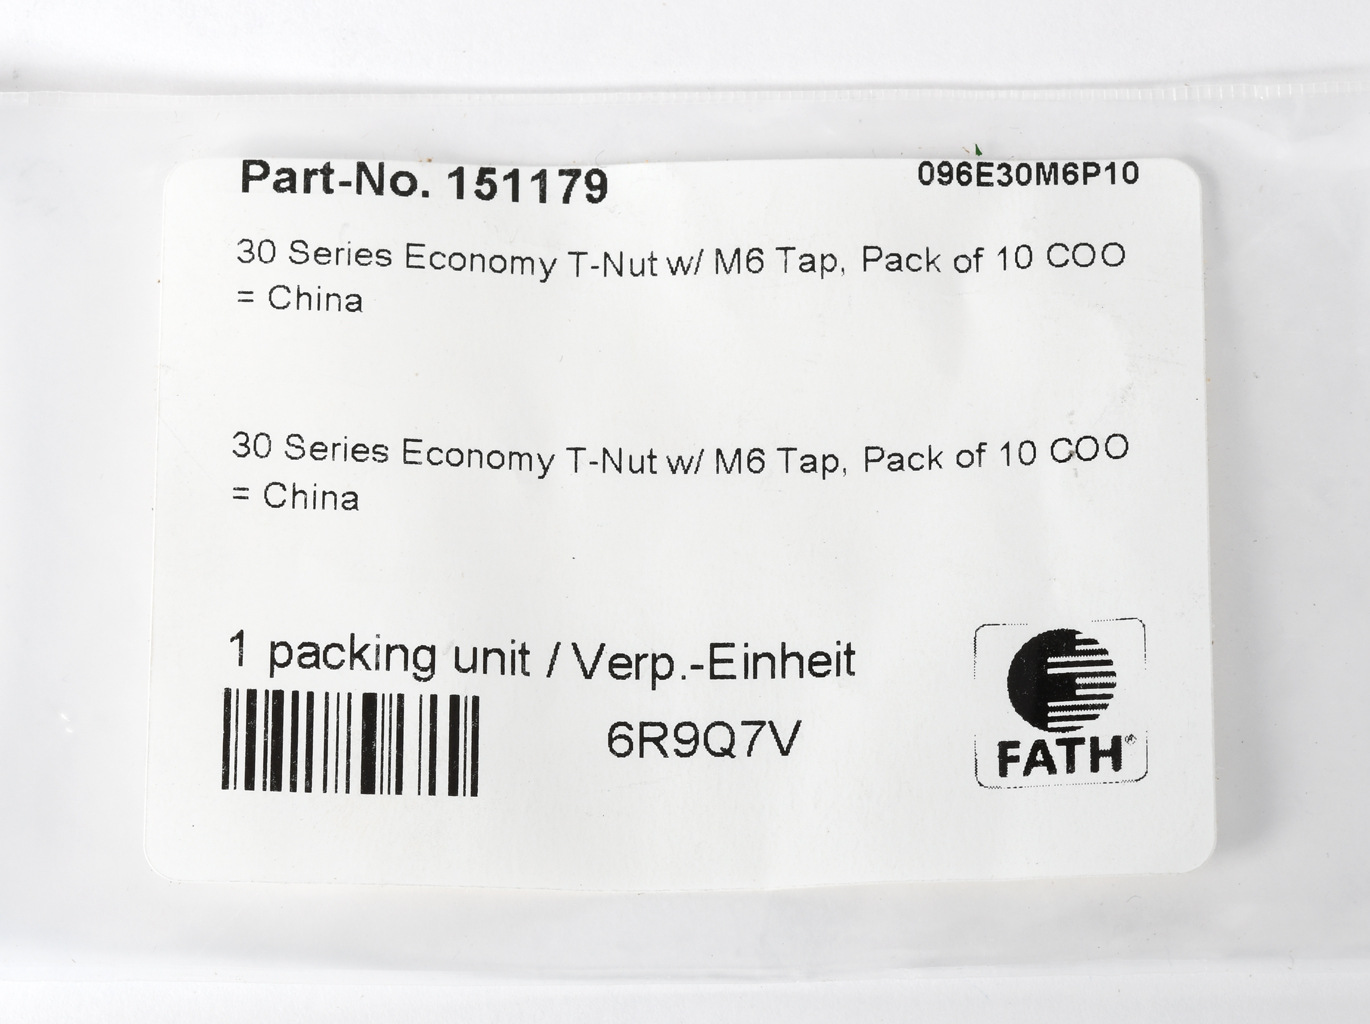 Part-No. 151179
096E30M6P10
30 Series Economy T-Nut w/ M6 Tap, Pack of 10 COO
= China
30 Series Economy T-Nut w/ M6 Tap, Pack of 10 COO
= China
1 packing unit / Verp.-Einheit
6R9Q7V
FATH®